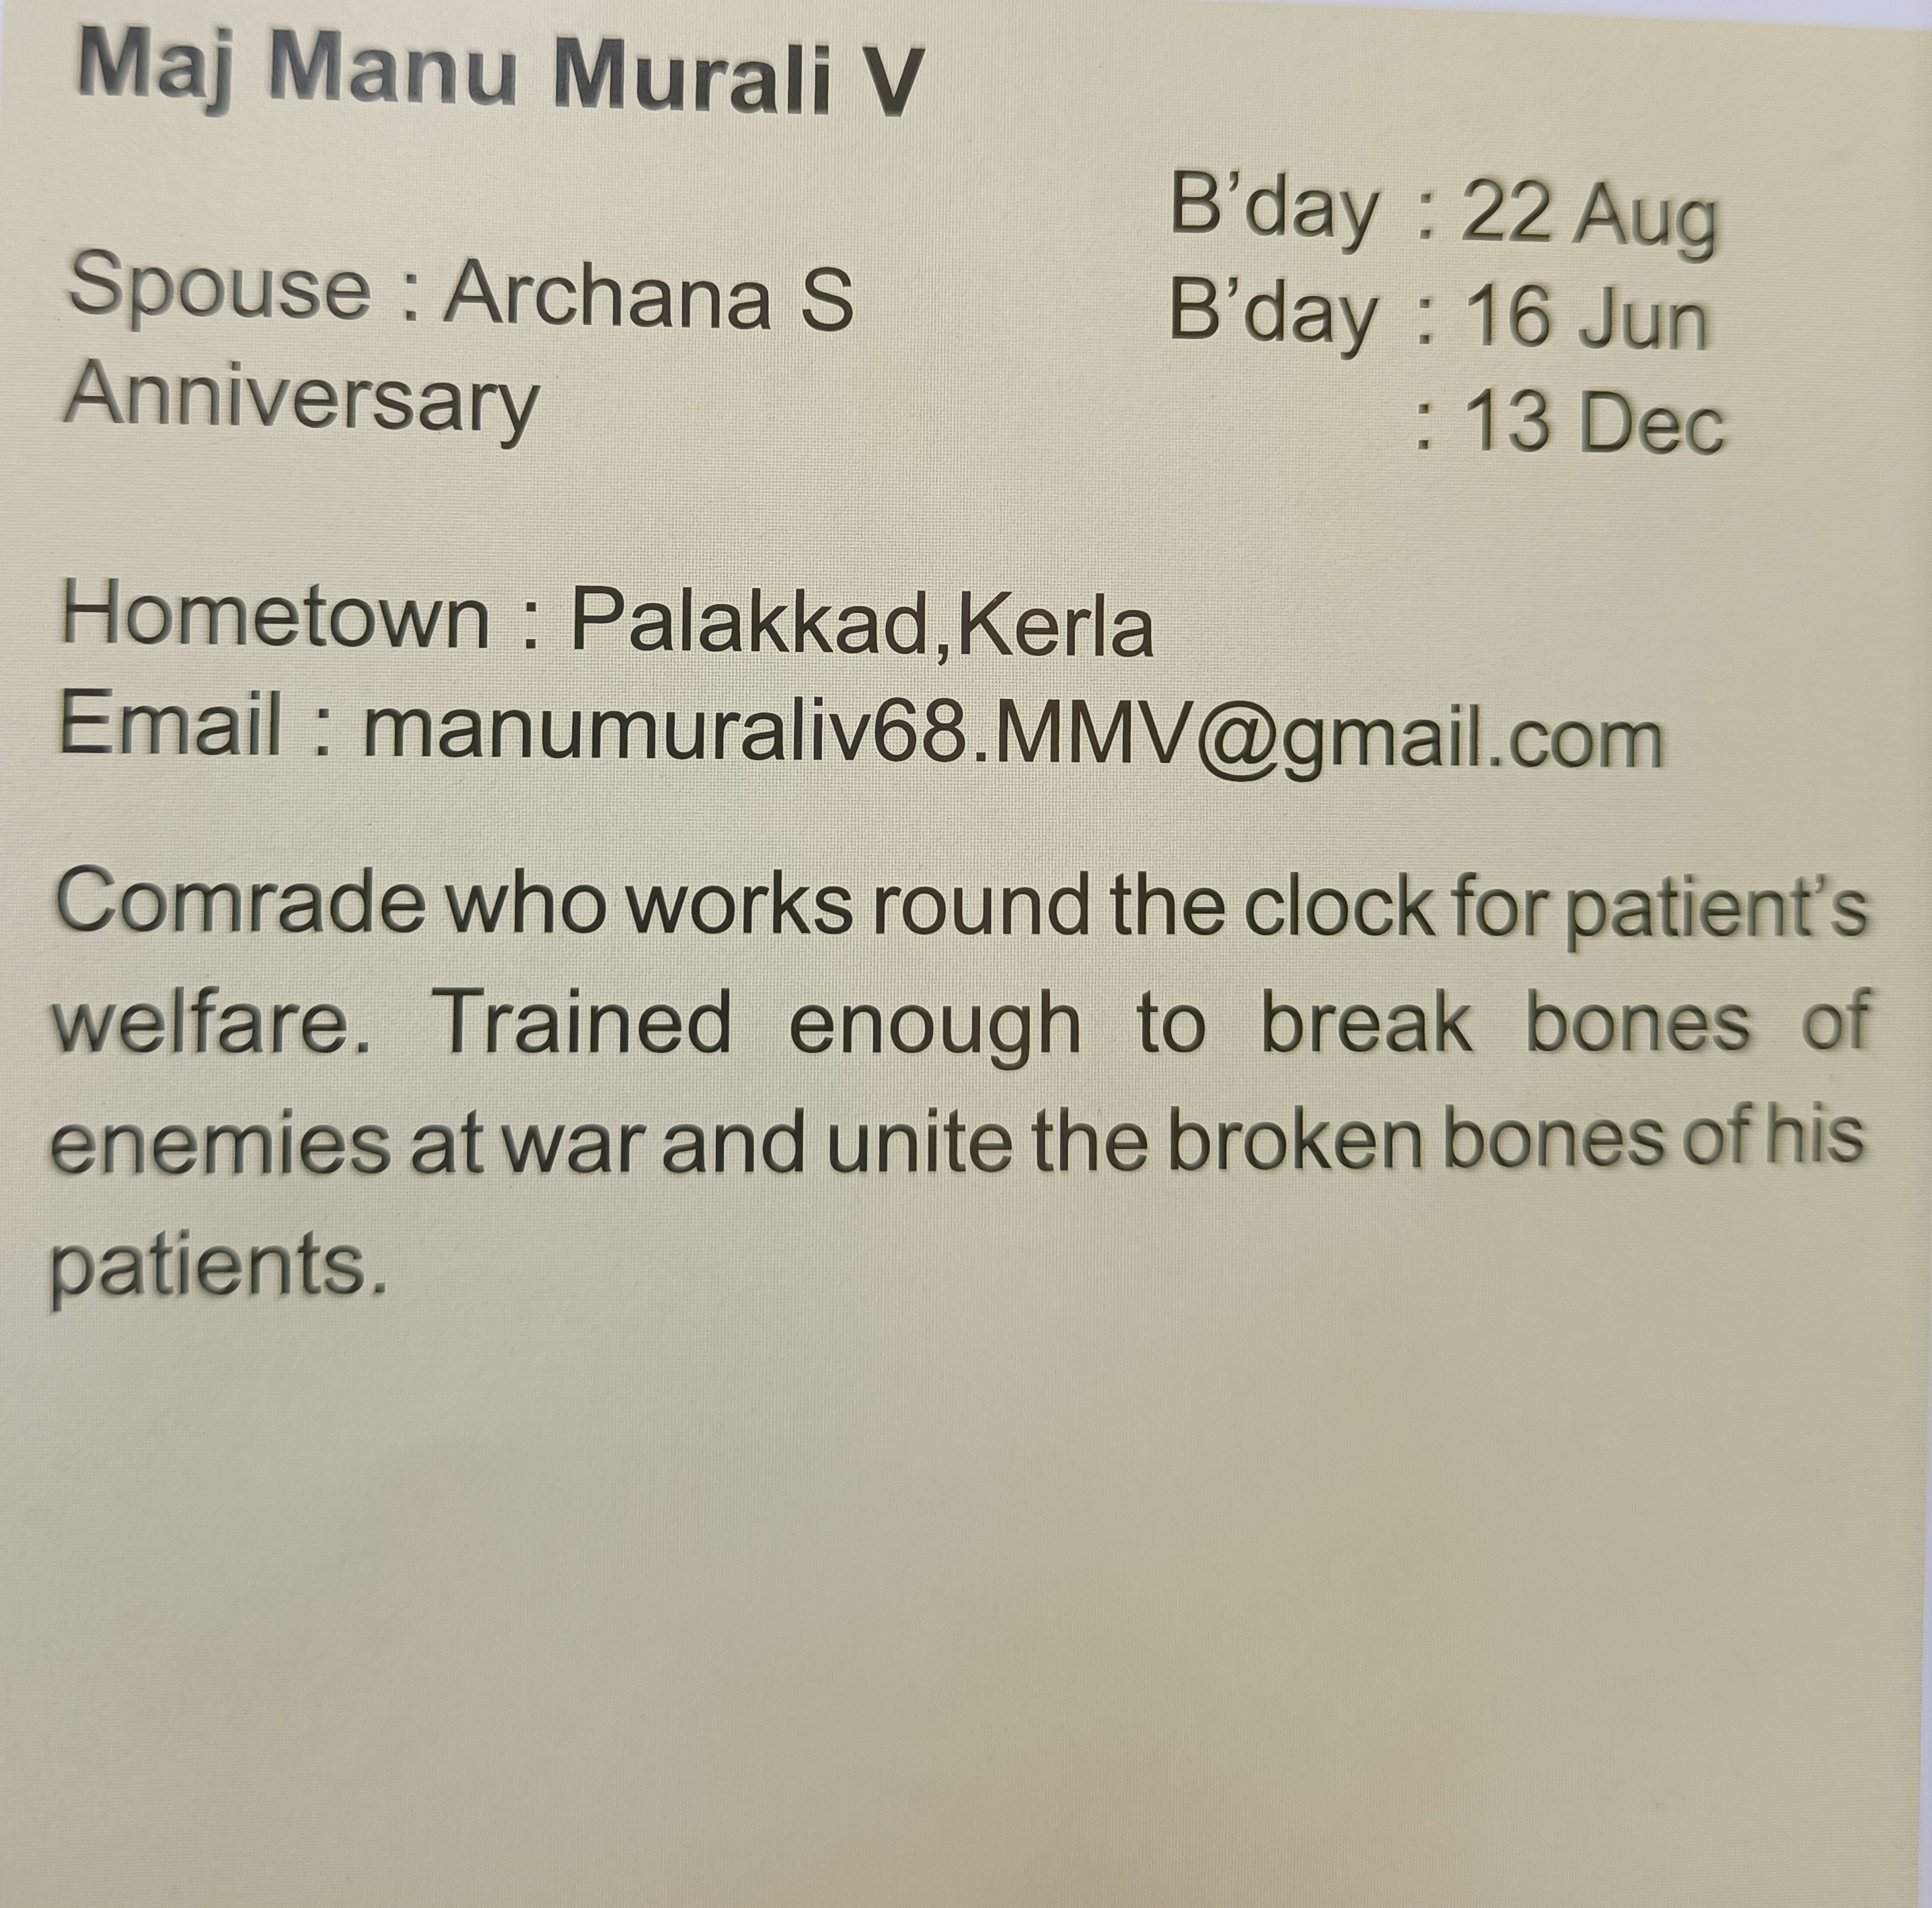 Maj Manu Murali V
B’day : 22 Aug
Spouse : Archana S B’day : 16 Jun
Anniversary : 13 Dec
Hometown : Palakkad,Kerla
Email : manumuraliv68.MMV@gmail.com
Comrade who works round the clock for patient’s
welfare. Trained enough to break bones of
enemies at war and unite the broken bones of his
patients.